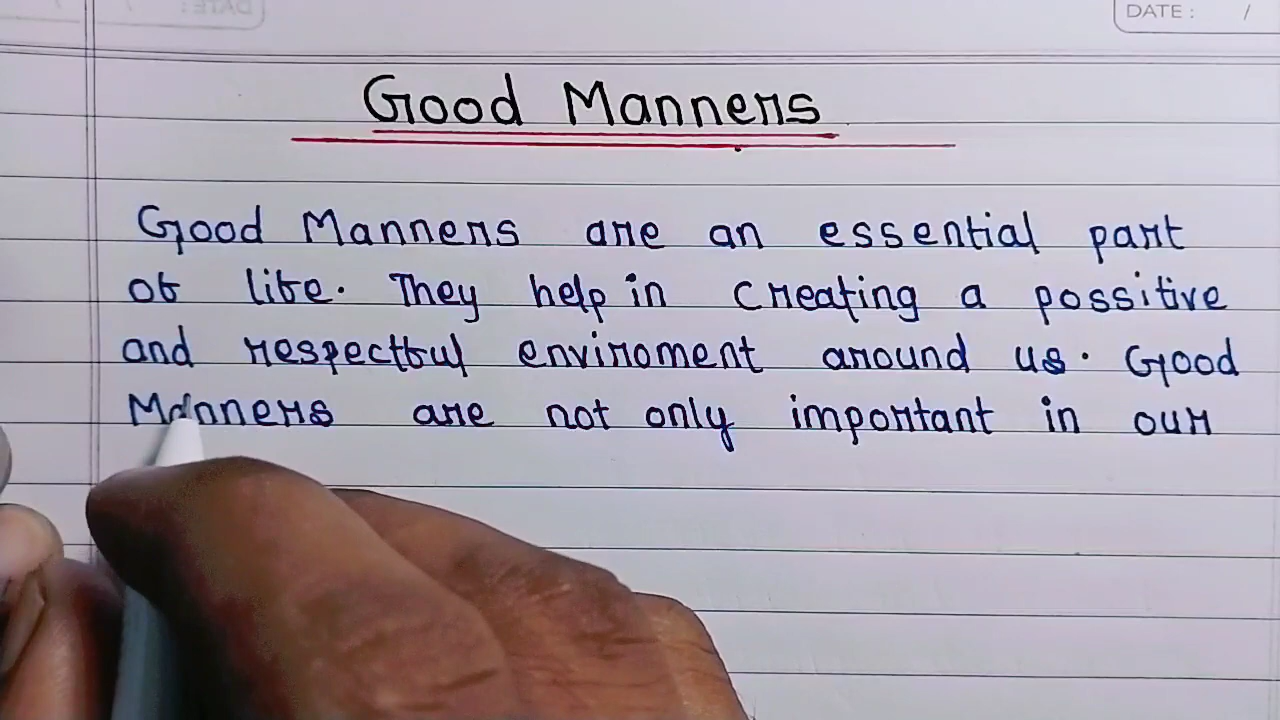 DATE: /
Good Manners
Good Manners are an essential part
of life. They help in creating a possitive
and respectful enviroment around us. Good
Manners are not only important in our